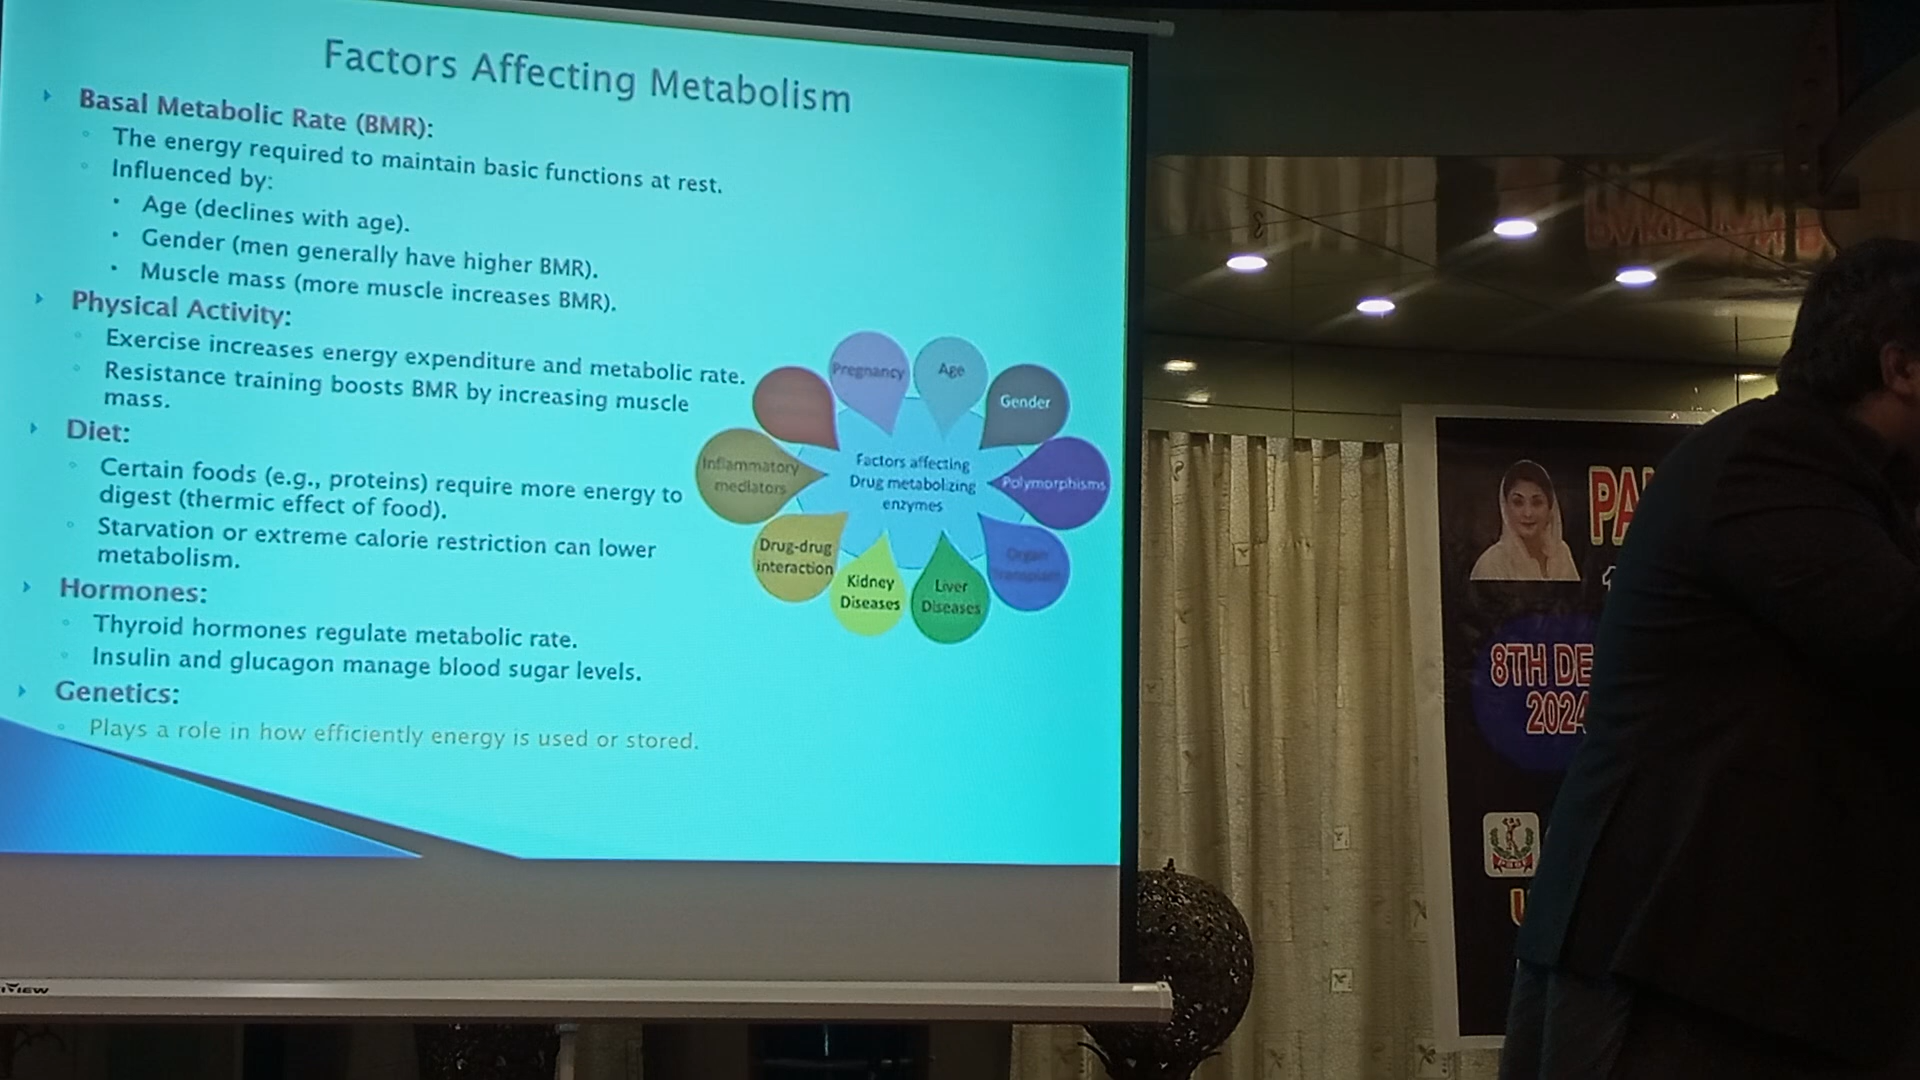 Factors Affecting Metabolism
Basal Metabolic Rate (BMR):
The energy required to maintain basic functions at rest.
Influenced by:
Age (declines with age).
Gender (men generally have higher BMR).
Muscle mass (more muscle increases BMR).
Physical Activity:
Exercise increases energy expenditure and metabolic rate.
Resistance training boosts BMR by increasing muscle
mass.
Diet:
Certain foods (e.g., proteins) require more energy to
digest (thermic effect of food).
Starvation or extreme calorie restriction can lower
metabolism.
Hormones:
Thyroid hormones regulate metabolic rate.
Insulin and glucagon manage blood sugar levels.
Genetics:
Plays a role in how efficiently energy is used or stored.
Pregnancy
Age
Gender
Inflammatory
mediators
Factors affecting
Drug metabolizing
enzymes
Polymorphisms
Drug-drug
interaction
Kidney
Diseases
Liver
Diseases
Organ
transplant
PA
8TH DE
2024